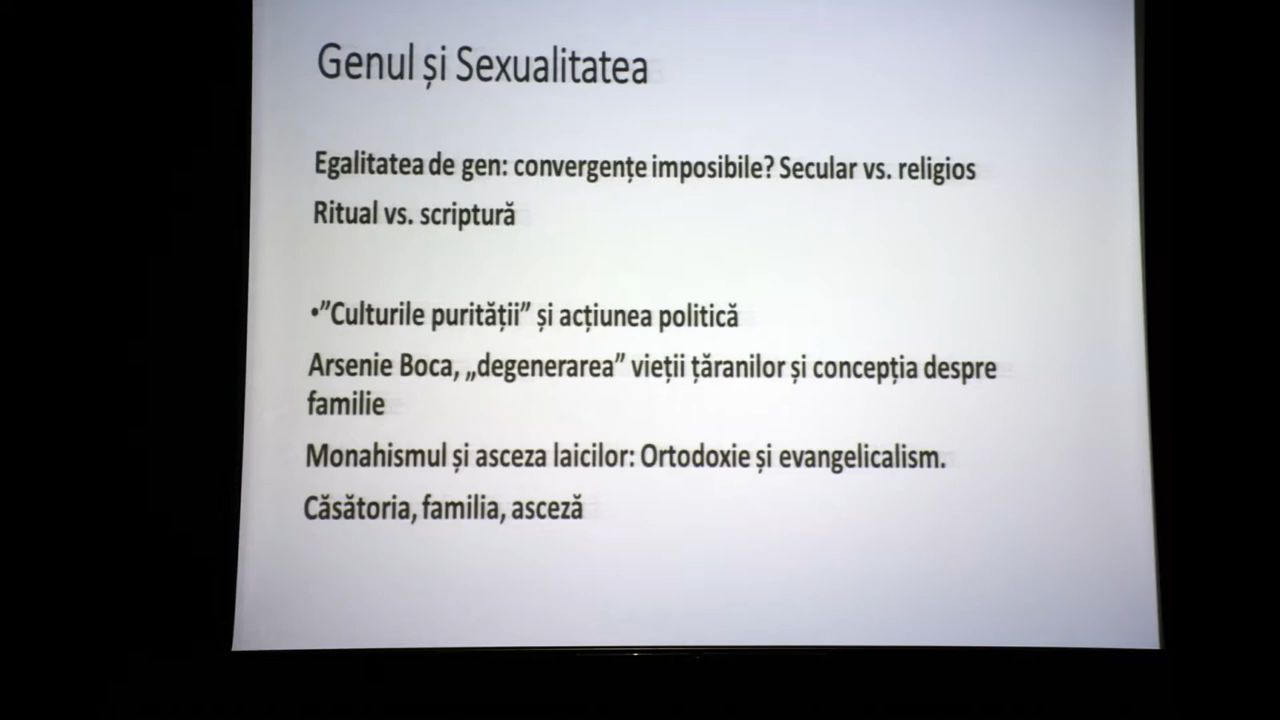 Genul și Sexualitatea
Egalitatea de gen: convergențe imposibile? Secular vs. religios
Ritual vs. scriptură
•”Culturile purității” și acțiunea politică
Arsenie Boca, „degenerarea” vieții țăranilor și concepția despre
familie
Monahismul și asceza laicilor: Ortodoxie și evangelicalism.
Căsătoria, familia, asceză